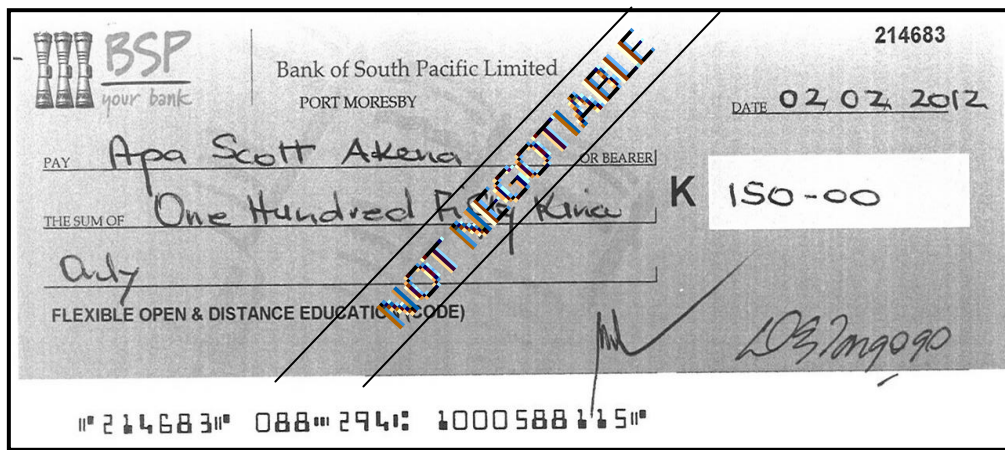 214683
BSP
your bank
Bank of South Pacific Limited
PORT MORESBY
DATE 02 02 2012
PAY Apa Scott Akena OR BEARER
THE SUM OF One Hundred Fifty Kina
K 150-00
Only
FLEXIBLE OPEN & DISTANCE EDUCATION (CODE)
NOT NEGOTIABLE
⑈214683⑈ 088⑉294⑆ 1000588115⑈